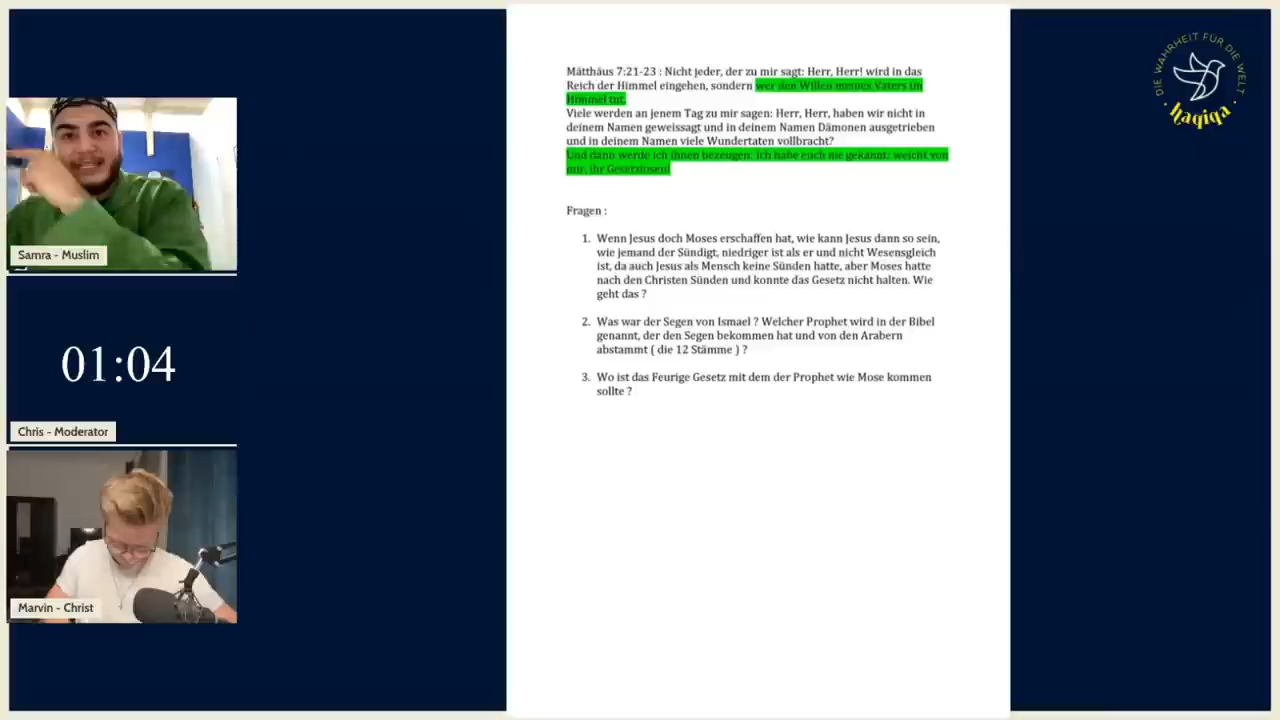 Samra - Muslim
01:04
Chris - Moderator
Marvin - Christ
Mätthäus 7:21-23 : Nicht jeder, der zu mir sagt: Herr, Herr! wird in das
Reich der Himmel eingehen, sondern wer den Willen meines Vaters im
Himmel tut.
Viele werden an jenem Tag zu mir sagen: Herr, Herr, haben wir nicht in
deinem Namen geweissagt und in deinem Namen Dämonen ausgetrieben
und in deinem Namen viele Wundertaten vollbracht?
Und dann werde ich ihnen bezeugen: Ich habe euch nie gekannt; weicht von
mir, ihr Gesetzlosen!
Fragen :
1. Wenn Jesus doch Moses erschaffen hat, wie kann Jesus dann so sein,
wie jemand der Sündigt, niedriger ist als er und nicht Wesensgleich
ist, da auch Jesus als Mensch keine Sünden hatte, aber Moses hatte
nach den Christen Sünden und konnte das Gesetz nicht halten. Wie
geht das ?
2. Was war der Segen von Ismael ? Welcher Prophet wird in der Bibel
genannt, der den Segen bekommen hat und von den Arabern
abstammt ( die 12 Stämme ) ?
3. Wo ist das Feurige Gesetz mit dem der Prophet wie Mose kommen
sollte ?
DIE WAHRHEIT FÜR DIE WELT
haqiqa